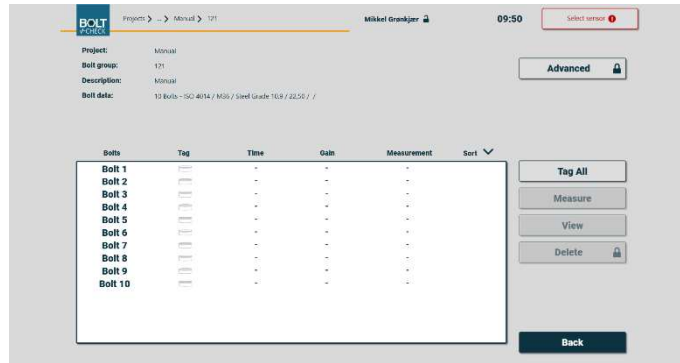 BOLT
✓-CHECK
Projects > ... > Manual > 121
Mikkel Grønkjær
09:50
Select sensor
Project: Manual
Bolt group: 121
Description: Manual
Bolt data: 10 Bolts - ISO 4014 / M36 / Steel Grade 10.9 / 22,50 / /
Advanced
Bolts Tag Time Gain Measurement Sort
Bolt 1 - - -
Bolt 2 - - -
Bolt 3 - - -
Bolt 4 - - -
Bolt 5 - - -
Bolt 6 - - -
Bolt 7 - - -
Bolt 8 - - -
Bolt 9 - - -
Bolt 10 - - -
Tag All
Measure
View
Delete
Back